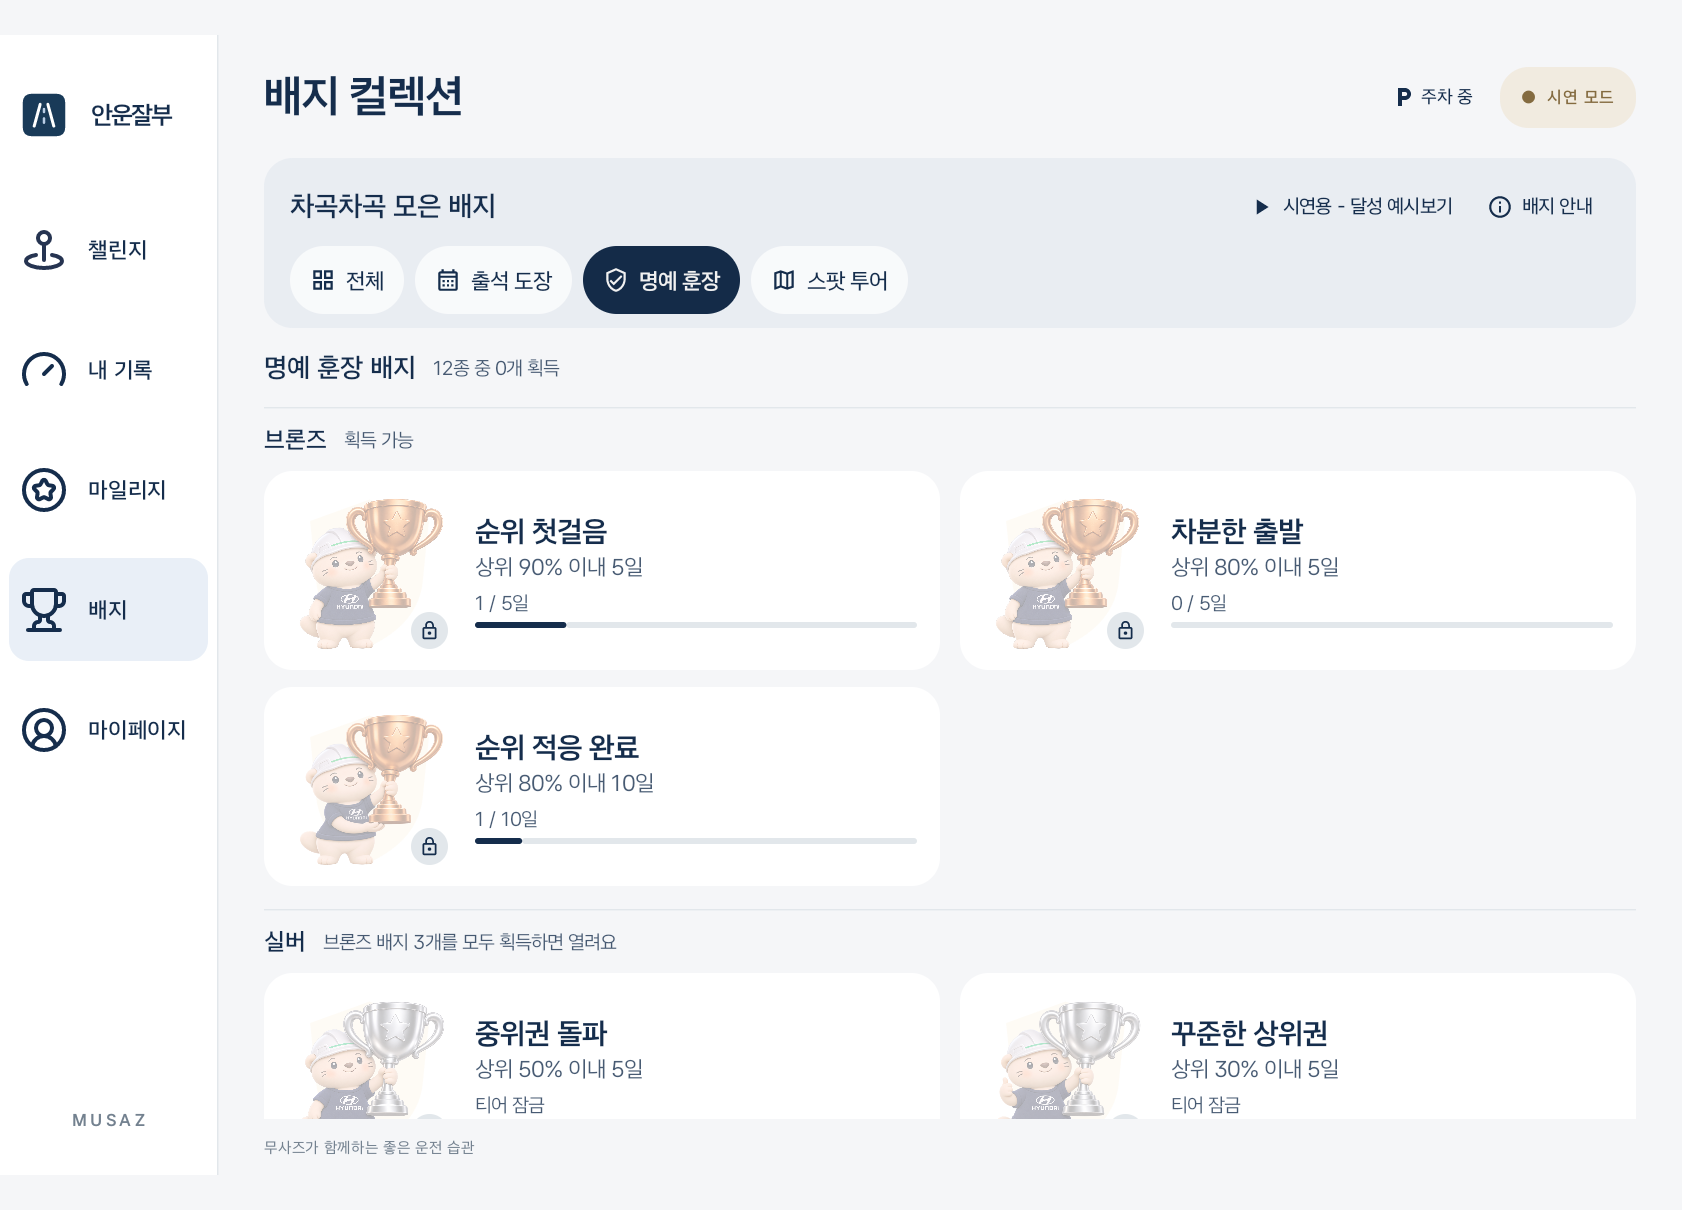 안운잘부
챌린지
내 기록
마일리지
배지
마이페이지
MUSAZ
배지 컬렉션
P 주차 중
시연 모드
차곡차곡 모은 배지
시연용 - 달성 예시보기
배지 안내
전체
출석 도장
명예 훈장
스팟 투어
명예 훈장 배지 12종 중 0개 획득
브론즈 획득 가능
순위 첫걸음
상위 90% 이내 5일
1 / 5일
HYUNDAI
차분한 출발
상위 80% 이내 5일
0 / 5일
HYUNDAI
순위 적응 완료
상위 80% 이내 10일
1 / 10일
HYUNDAI
실버 브론즈 배지 3개를 모두 획득하면 열려요
중위권 돌파
상위 50% 이내 5일
티어 잠금
HYUNDAI
꾸준한 상위권
상위 30% 이내 5일
티어 잠금
HYUNDAI
무사즈가 함께하는 좋은 운전 습관